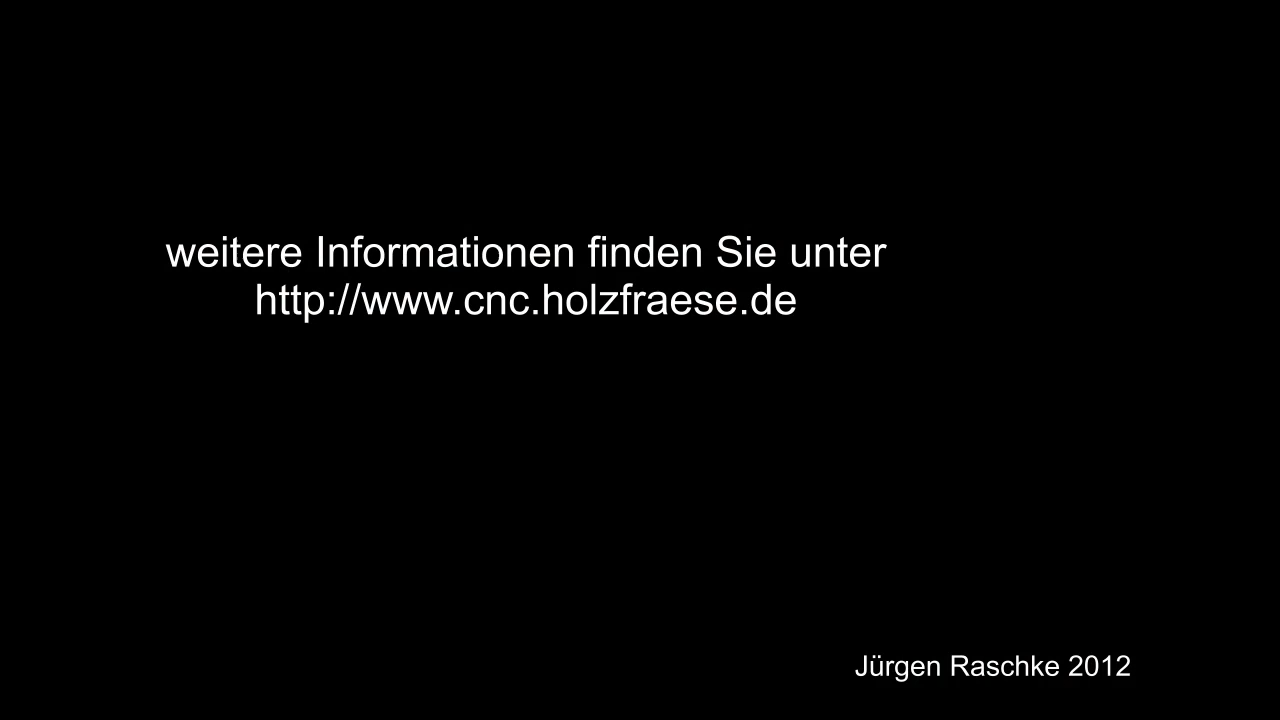 weitere Informationen finden Sie unter
http://www.cnc.holzfraese.de
Jürgen Raschke 2012